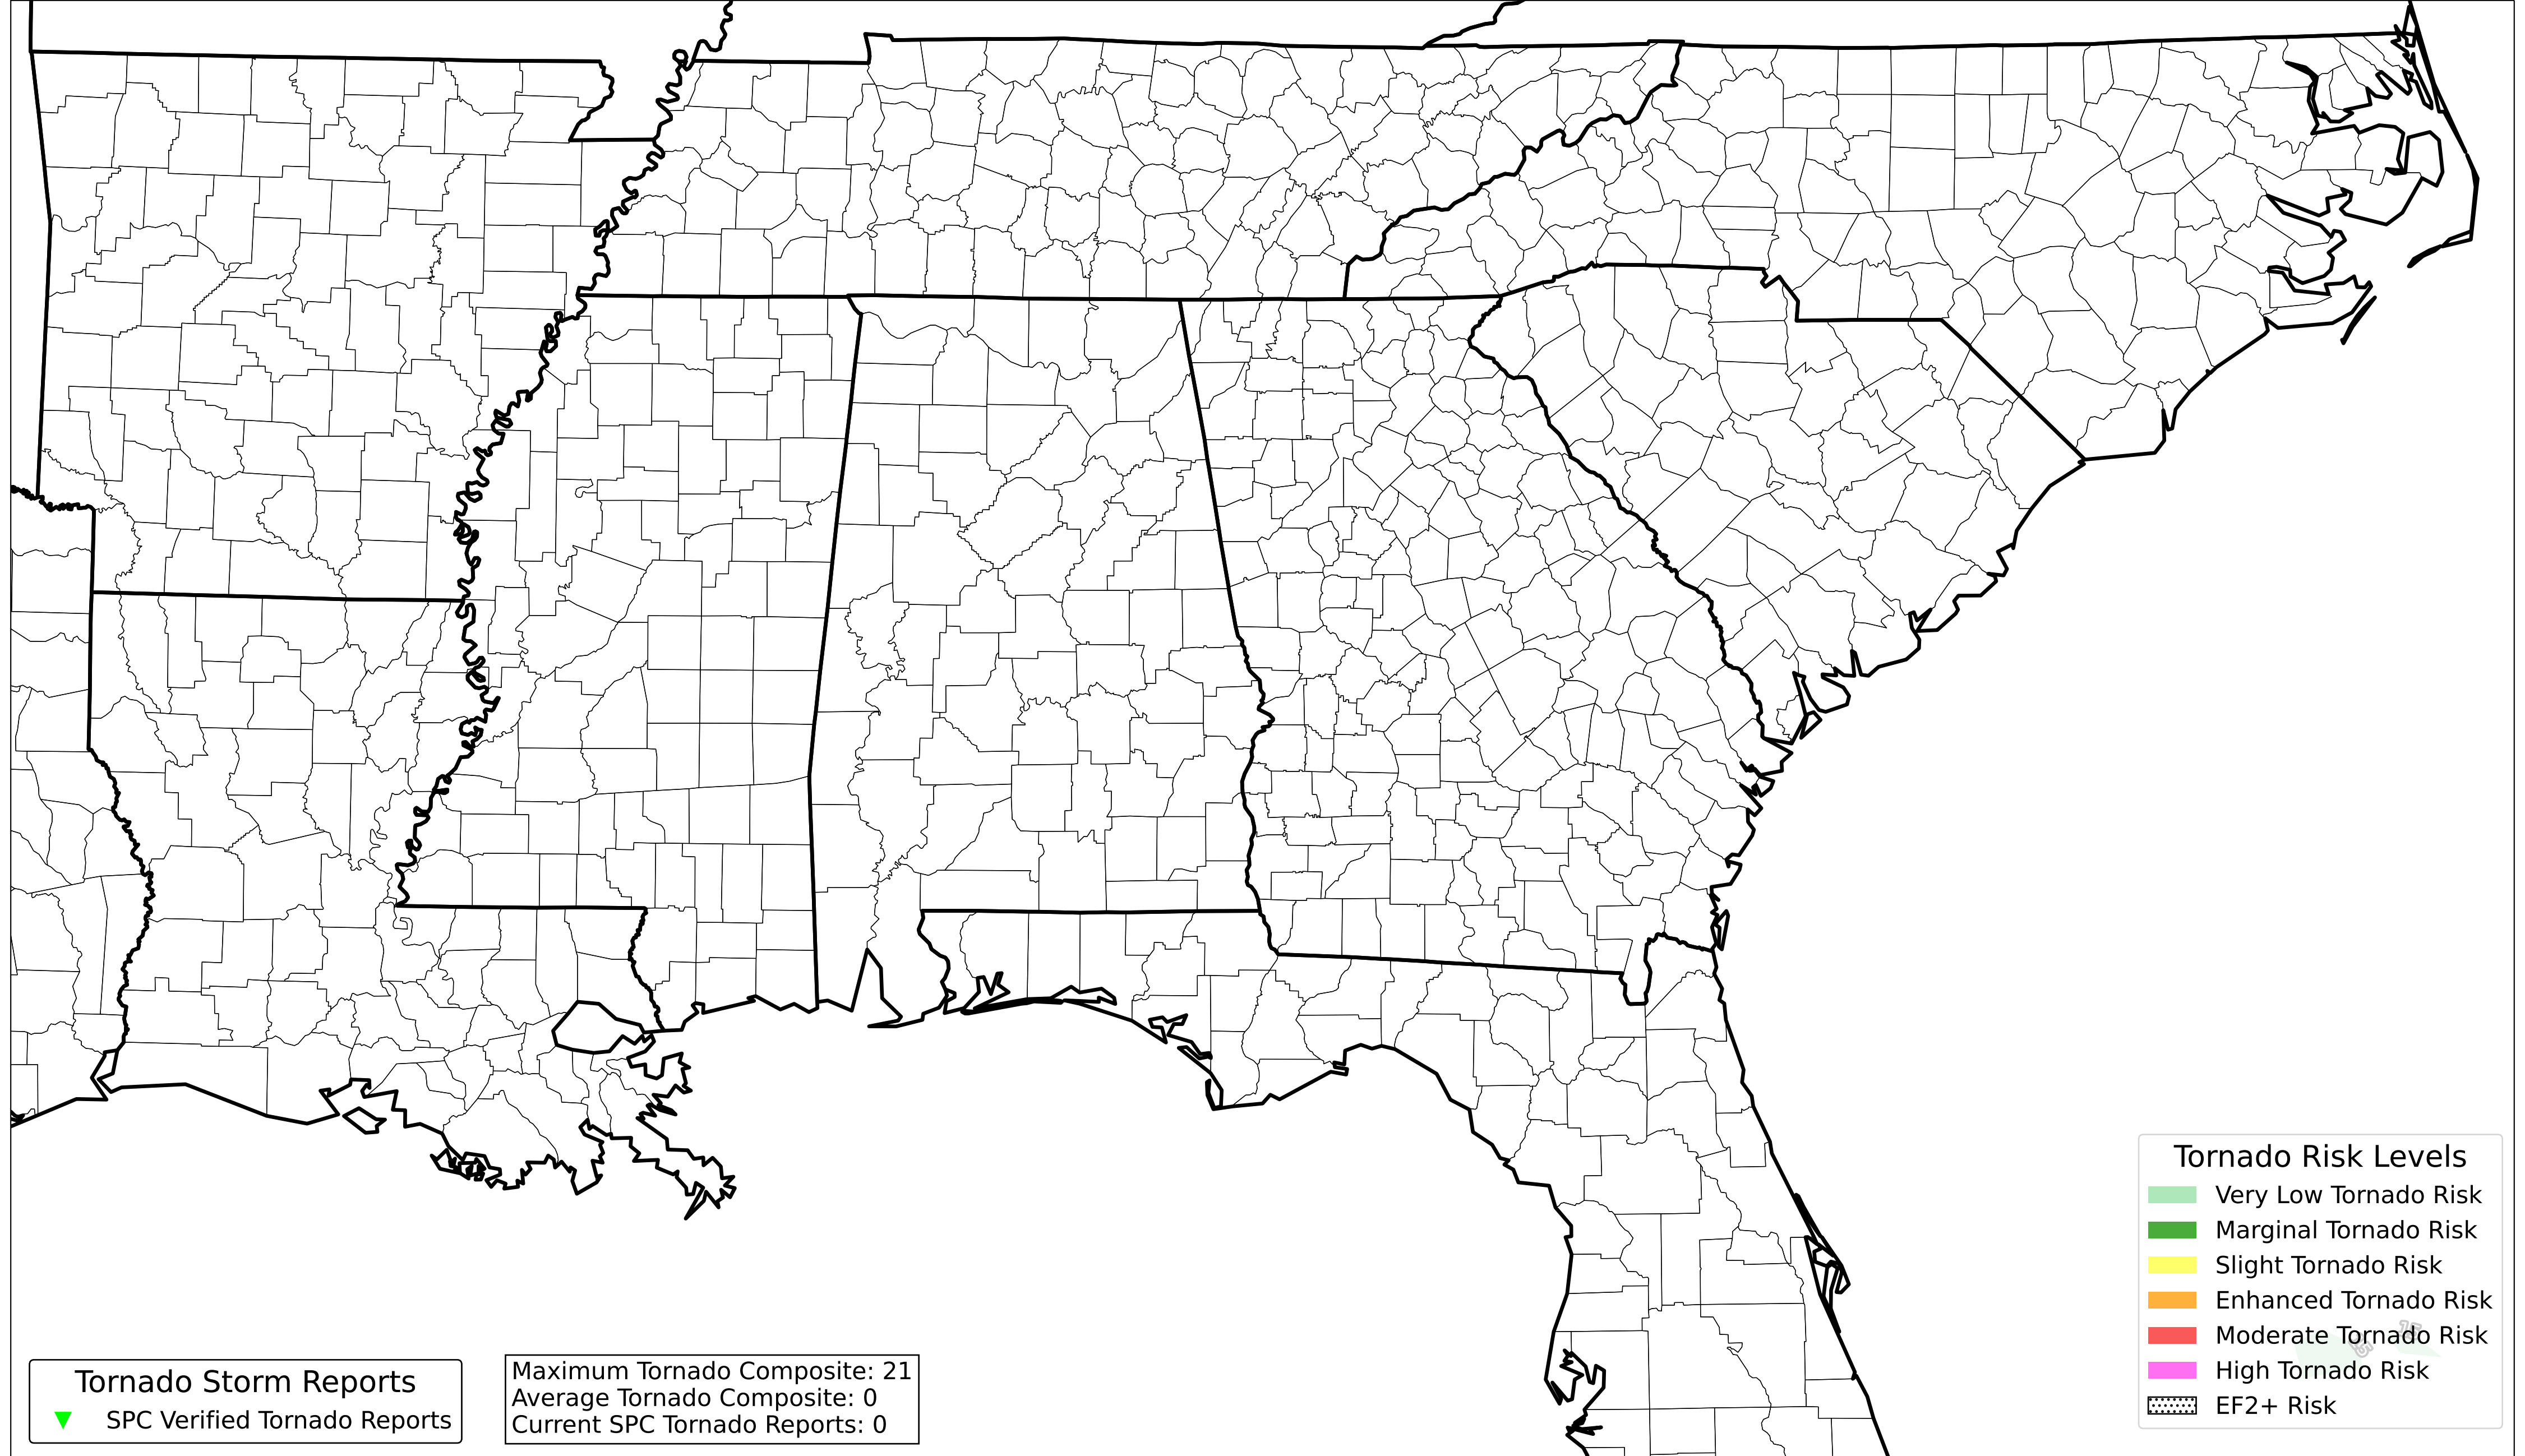 Tornado Risk Levels
Very Low Tornado Risk
Marginal Tornado Risk
Slight Tornado Risk
Enhanced Tornado Risk
Moderate Tornado Risk
High Tornado Risk
EF2+ Risk
Tornado Storm Reports
SPC Verified Tornado Reports
Maximum Tornado Composite: 21
Average Tornado Composite: 0
Current SPC Tornado Reports: 0